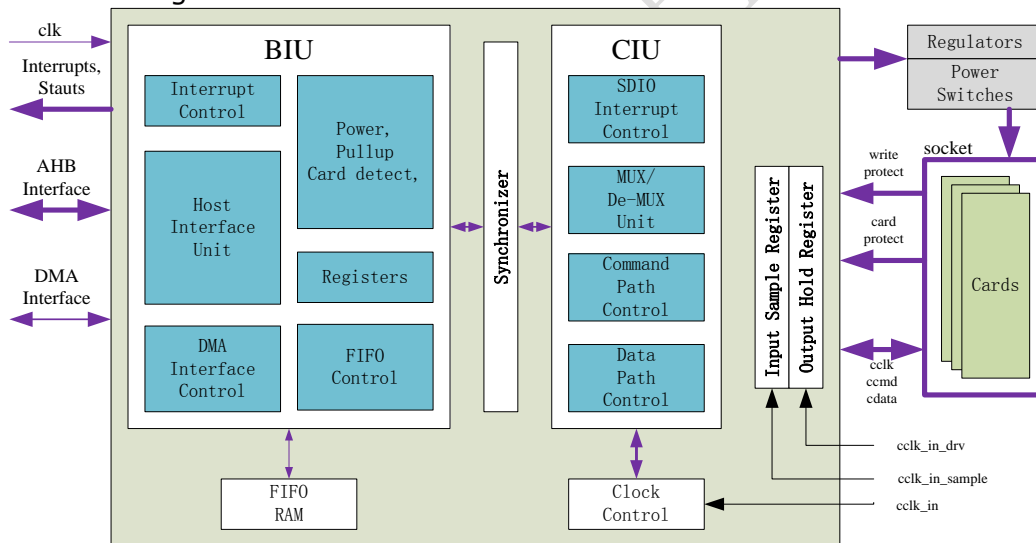 clk
Interrupts,
Stauts
AHB
Interface
DMA
Interface
BIU
Interrupt
Control
Power,
Pullup
Card detect,
Host
Interface
Unit
Registers
DMA
Interface
Control
FIFO
Control
FIFO
RAM
Synchronizer
CIU
SDIO
Interrupt
Control
MUX/
De-MUX
Unit
Command
Path
Control
Data
Path
Control
Clock
Control
Input Sample Register
Output Hold Register
Regulators
Power
Switches
socket
write
protect
card
protect
Cards
cclk
ccmd
cdata
cclk_in_drv
cclk_in_sample
cclk_in